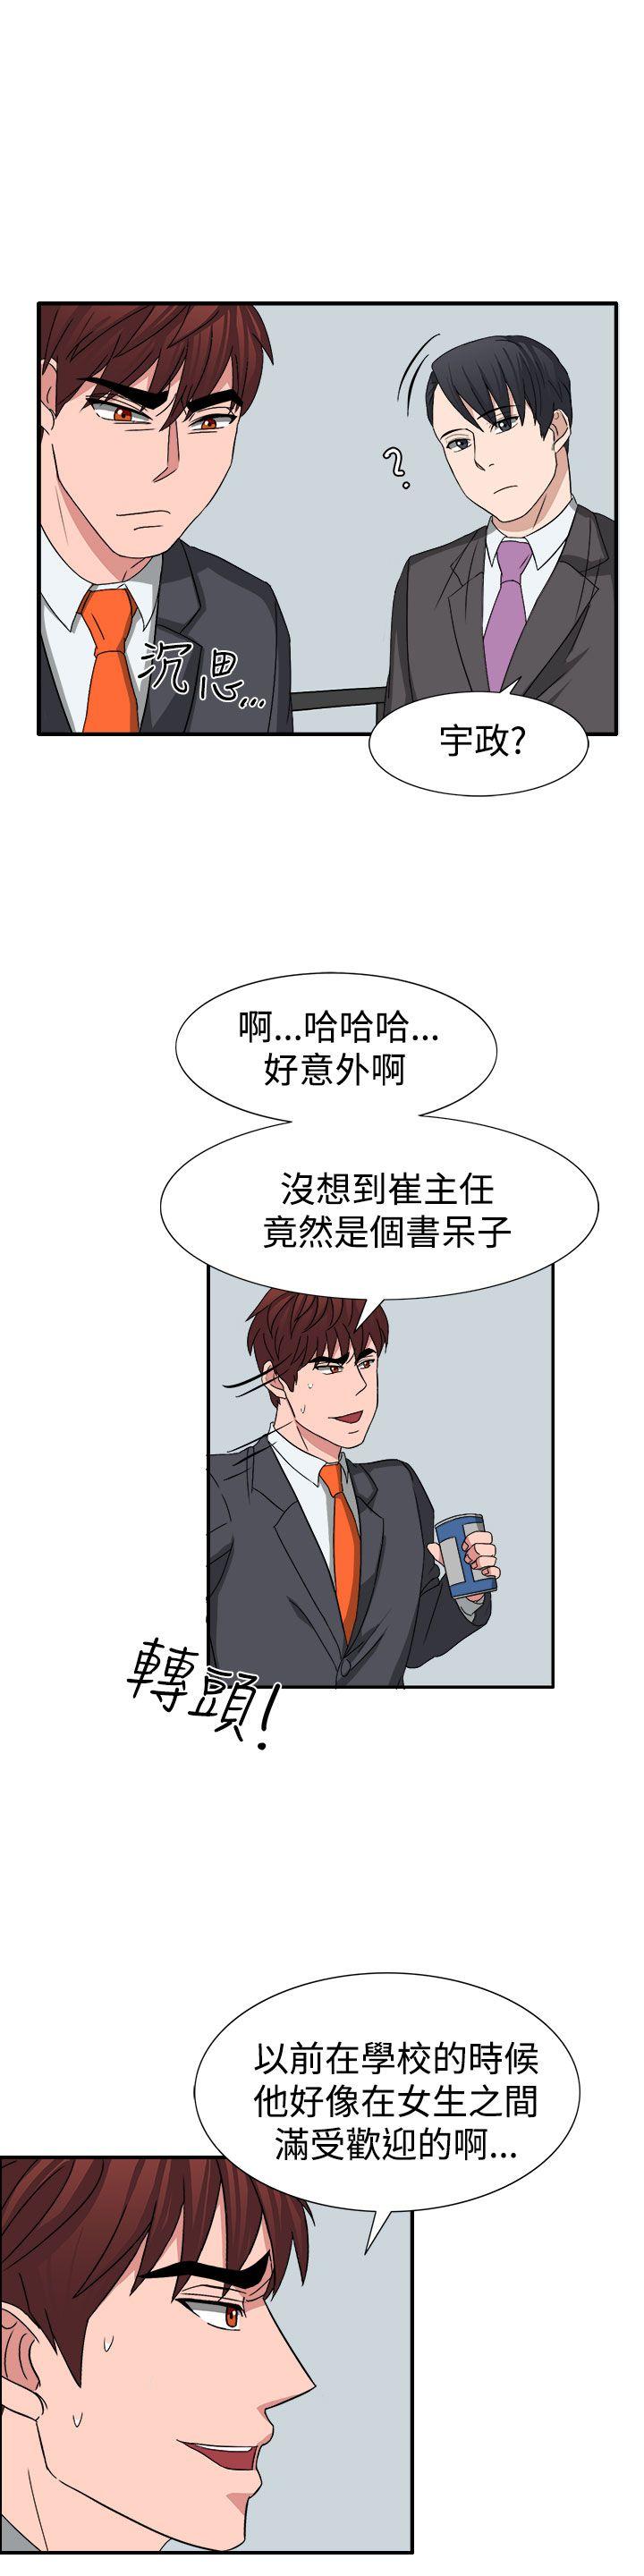 ?
沉思...
宇政?
啊...哈哈哈...
好意外啊
沒想到崔主任
竟然是個書呆子
轉頭!
以前在學校的時候
他好像在女生之間
滿受歡迎的啊...